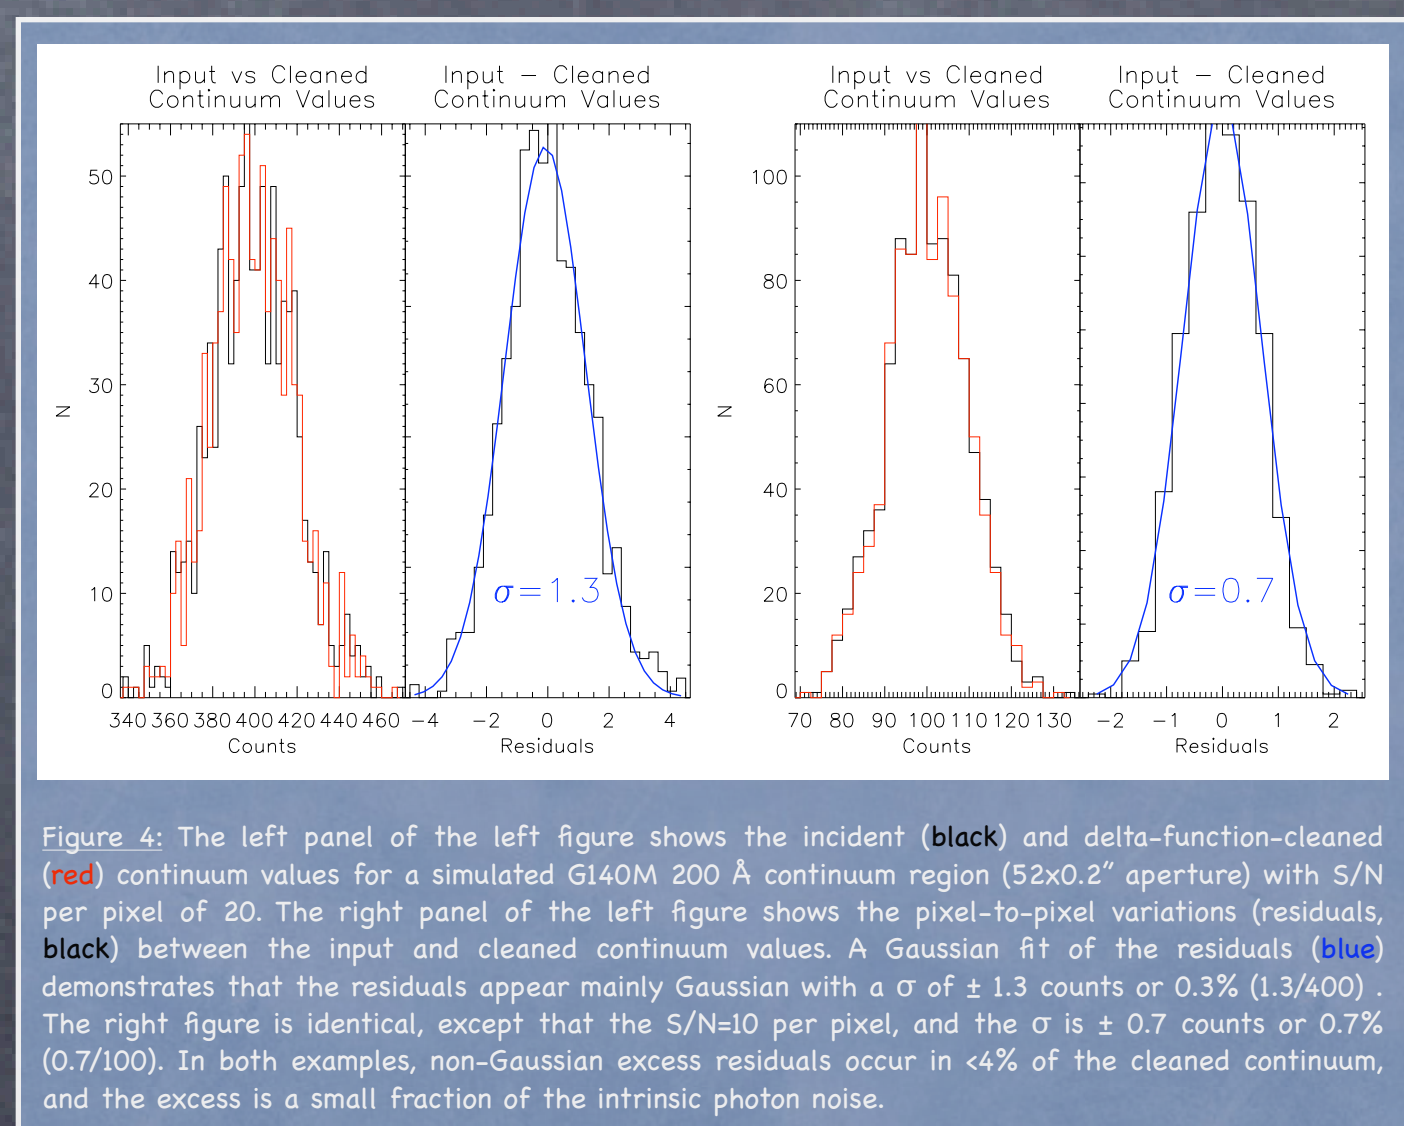 Input vs Cleaned
Continuum Values
Input − Cleaned
Continuum Values
Input vs Cleaned
Continuum Values
Input − Cleaned
Continuum Values
N
50
40
30
20
10
0
340 360 380 400 420 440 460
Counts
σ=1.3
−4 −2 0 2 4
Residuals
N
100
80
60
40
20
0
70 80 90 100 110 120 130
Counts
σ=0.7
−2 −1 0 1 2
Residuals
Figure 4: The left panel of the left figure shows the incident (black) and delta-function-cleaned
(red) continuum values for a simulated G140M 200 Å continuum region (52x0.2” aperture) with S/N
per pixel of 20. The right panel of the left figure shows the pixel-to-pixel variations (residuals,
black) between the input and cleaned continuum values. A Gaussian fit of the residuals (blue)
demonstrates that the residuals appear mainly Gaussian with a σ of ± 1.3 counts or 0.3% (1.3/400) .
The right figure is identical, except that the S/N=10 per pixel, and the σ is ± 0.7 counts or 0.7%
(0.7/100). In both examples, non-Gaussian excess residuals occur in <4% of the cleaned continuum,
and the excess is a small fraction of the intrinsic photon noise.